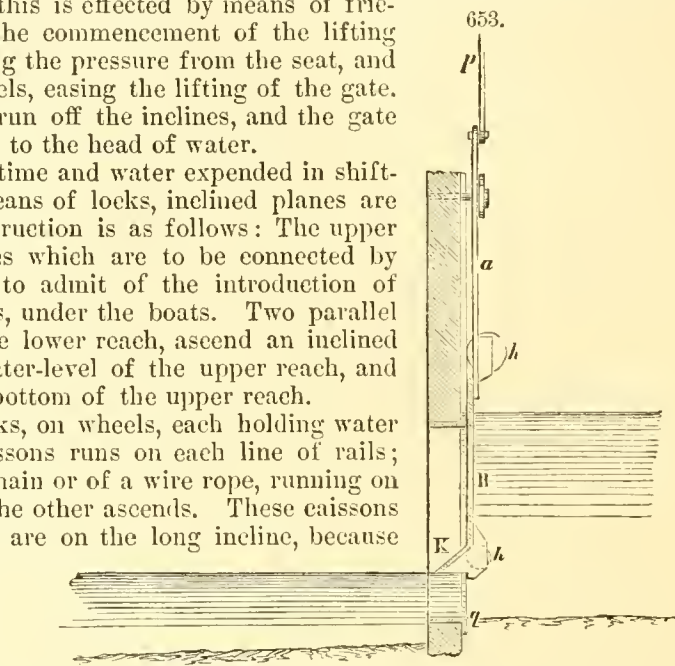 this is effected by means of fric-
he commencement of the lifting
g the pressure from the seat, and
els, easing the lifting of the gate.
run off the inclines, and the gate
to the head of water.
time and water expended in shift-
eans of locks, inclined planes are
ruction is as follows: The upper
es which are to be connected by
to admit of the introduction of
s, under the boats. Two parallel
e lower reach, ascend an inclined
ter-level of the upper reach, and
bottom of the upper reach.
ks, on wheels, each holding water
ssons runs on each line of rails;
hain or of a wire rope, running on
he other ascends. These caissons
are on the long incline, because
653.
p
a
h
B
K
h
q